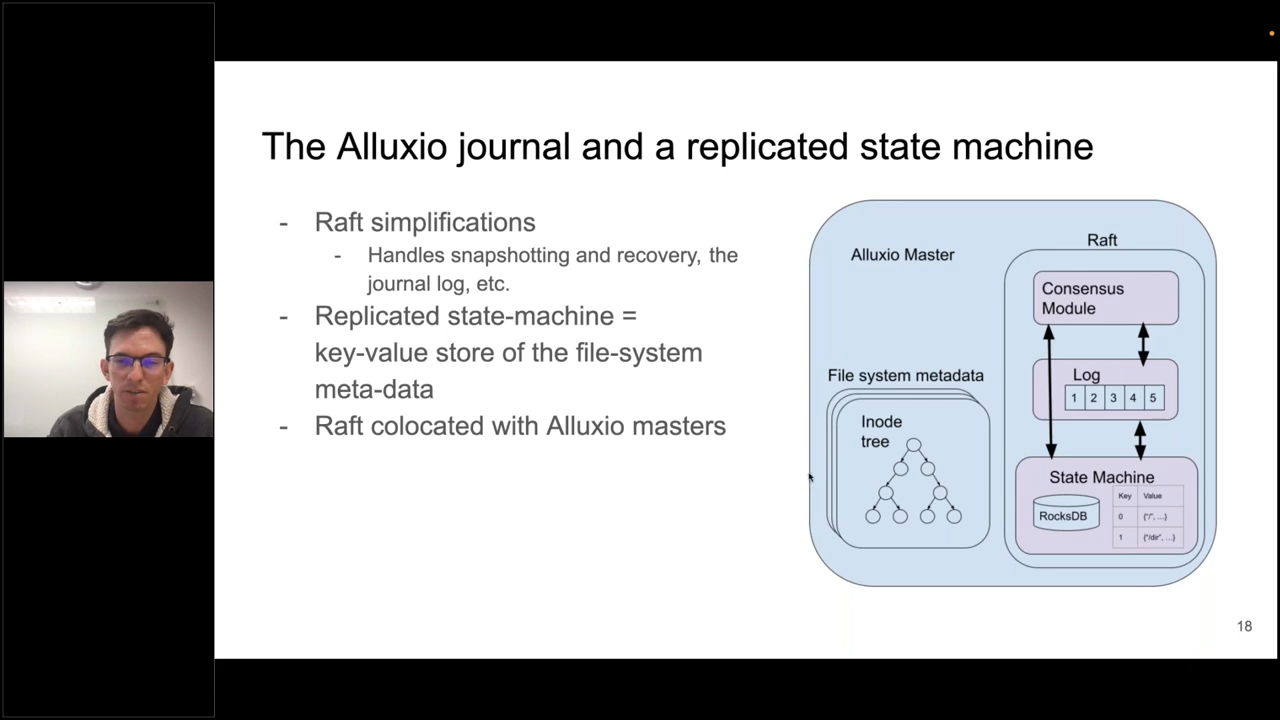 The Alluxio journal and a replicated state machine
- Raft simplifications
- Handles snapshotting and recovery, the
journal log, etc.
- Replicated state-machine =
key-value store of the file-system
meta-data
- Raft colocated with Alluxio masters
Alluxio Master
Raft
Consensus
Module
Log
1 2 3 4 5
File system metadata
Inode
tree
State Machine
RocksDB
Key Value
0 {"/", ...}
1 {"/dir", ...}
18